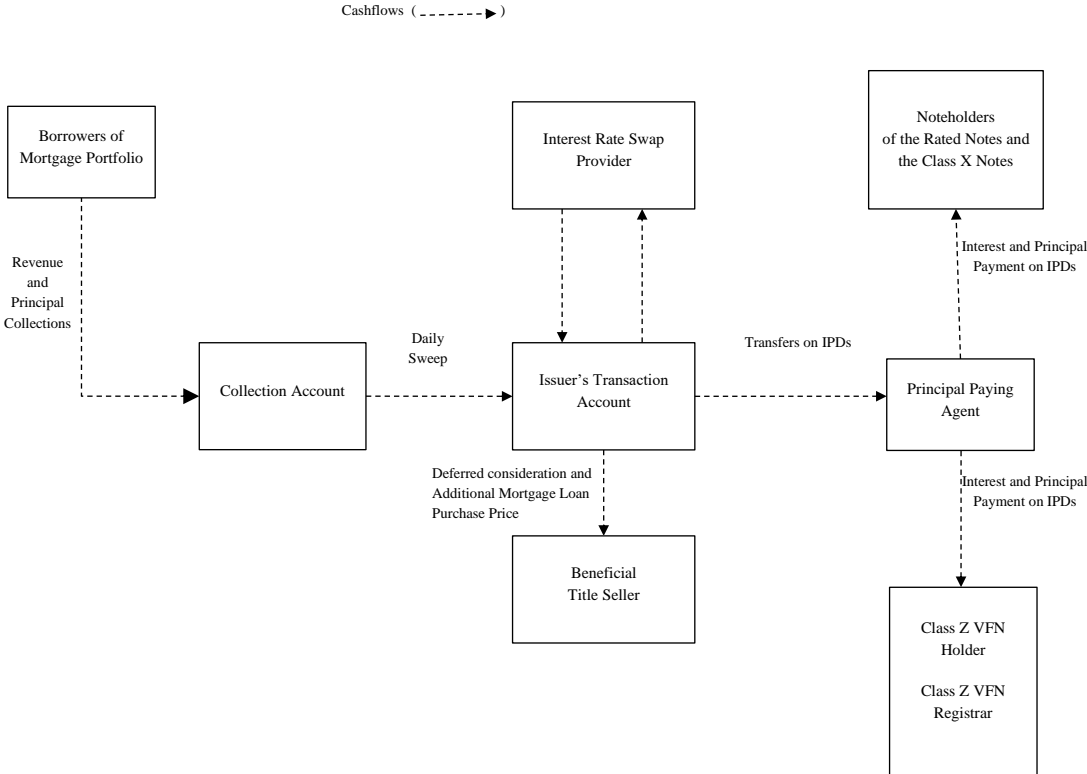 Cashflows ( )
Borrowers of
Mortgage Portfolio
Interest Rate Swap
Provider
Noteholders
of the Rated Notes and
the Class X Notes
Revenue
and
Principal
Collections
Interest and Principal
Payment on IPDs
Collection Account
Daily
Sweep
Issuer’s Transaction
Account
Transfers on IPDs
Principal Paying
Agent
Deferred consideration and
Additional Mortgage Loan
Purchase Price
Interest and Principal
Payment on IPDs
Beneficial
Title Seller
Class Z VFN
Holder
Class Z VFN
Registrar